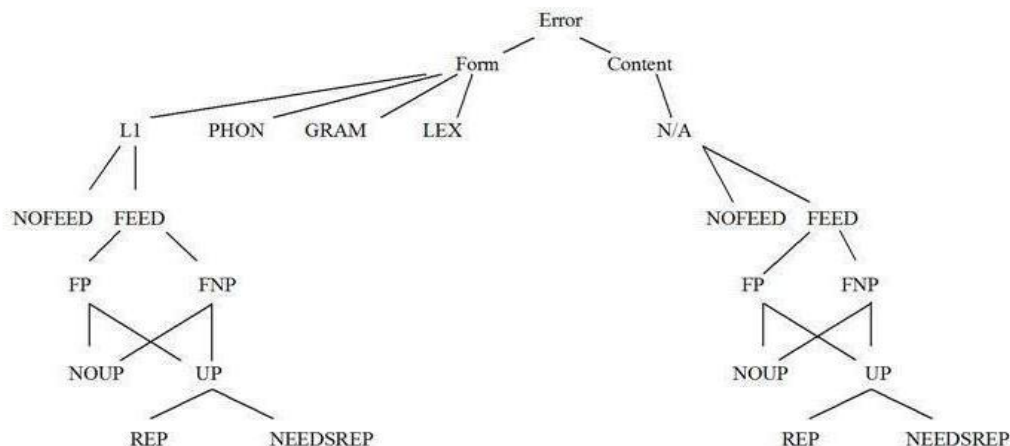 Error
Form Content
L1 PHON GRAM LEX N/A
NOFEED FEED NOFEED FEED
FP FNP FP FNP
NOUP UP NOUP UP
REP NEEDSREP REP NEEDSREP